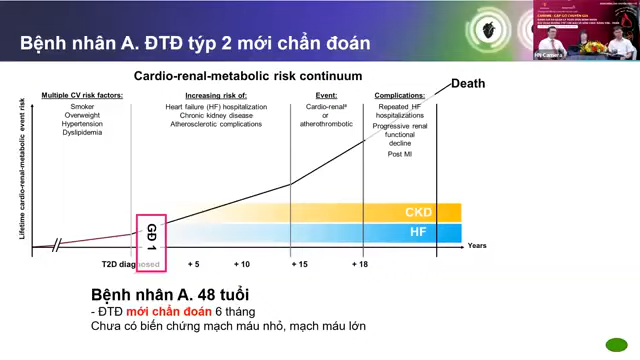 Bệnh nhân A. ĐTĐ týp 2 mới chẩn đoán
HN Camera
Cardio-renal-metabolic risk continuum
Death
Multiple CV risk factors:
Smoker
Overweight
Hypertension
Dyslipidemia
Increasing risk of:
Heart failure (HF) hospitalization
Chronic kidney disease
Atherosclerotic complications
Event:
Cardio-renal
or
atherothrombotic
Complications:
Repeated HF
hospitalizations
Progressive renal
functional
decline
Post MI
Lifetime cardio-renal-metabolic event risk
GĐ 1
CKD
HF
Years
T2D diagnosed
+ 5
+ 10
+ 15
+ 18
Bệnh nhân A. 48 tuổi
- ĐTĐ mới chẩn đoán 6 tháng
Chưa có biến chứng mạch máu nhỏ, mạch máu lớn